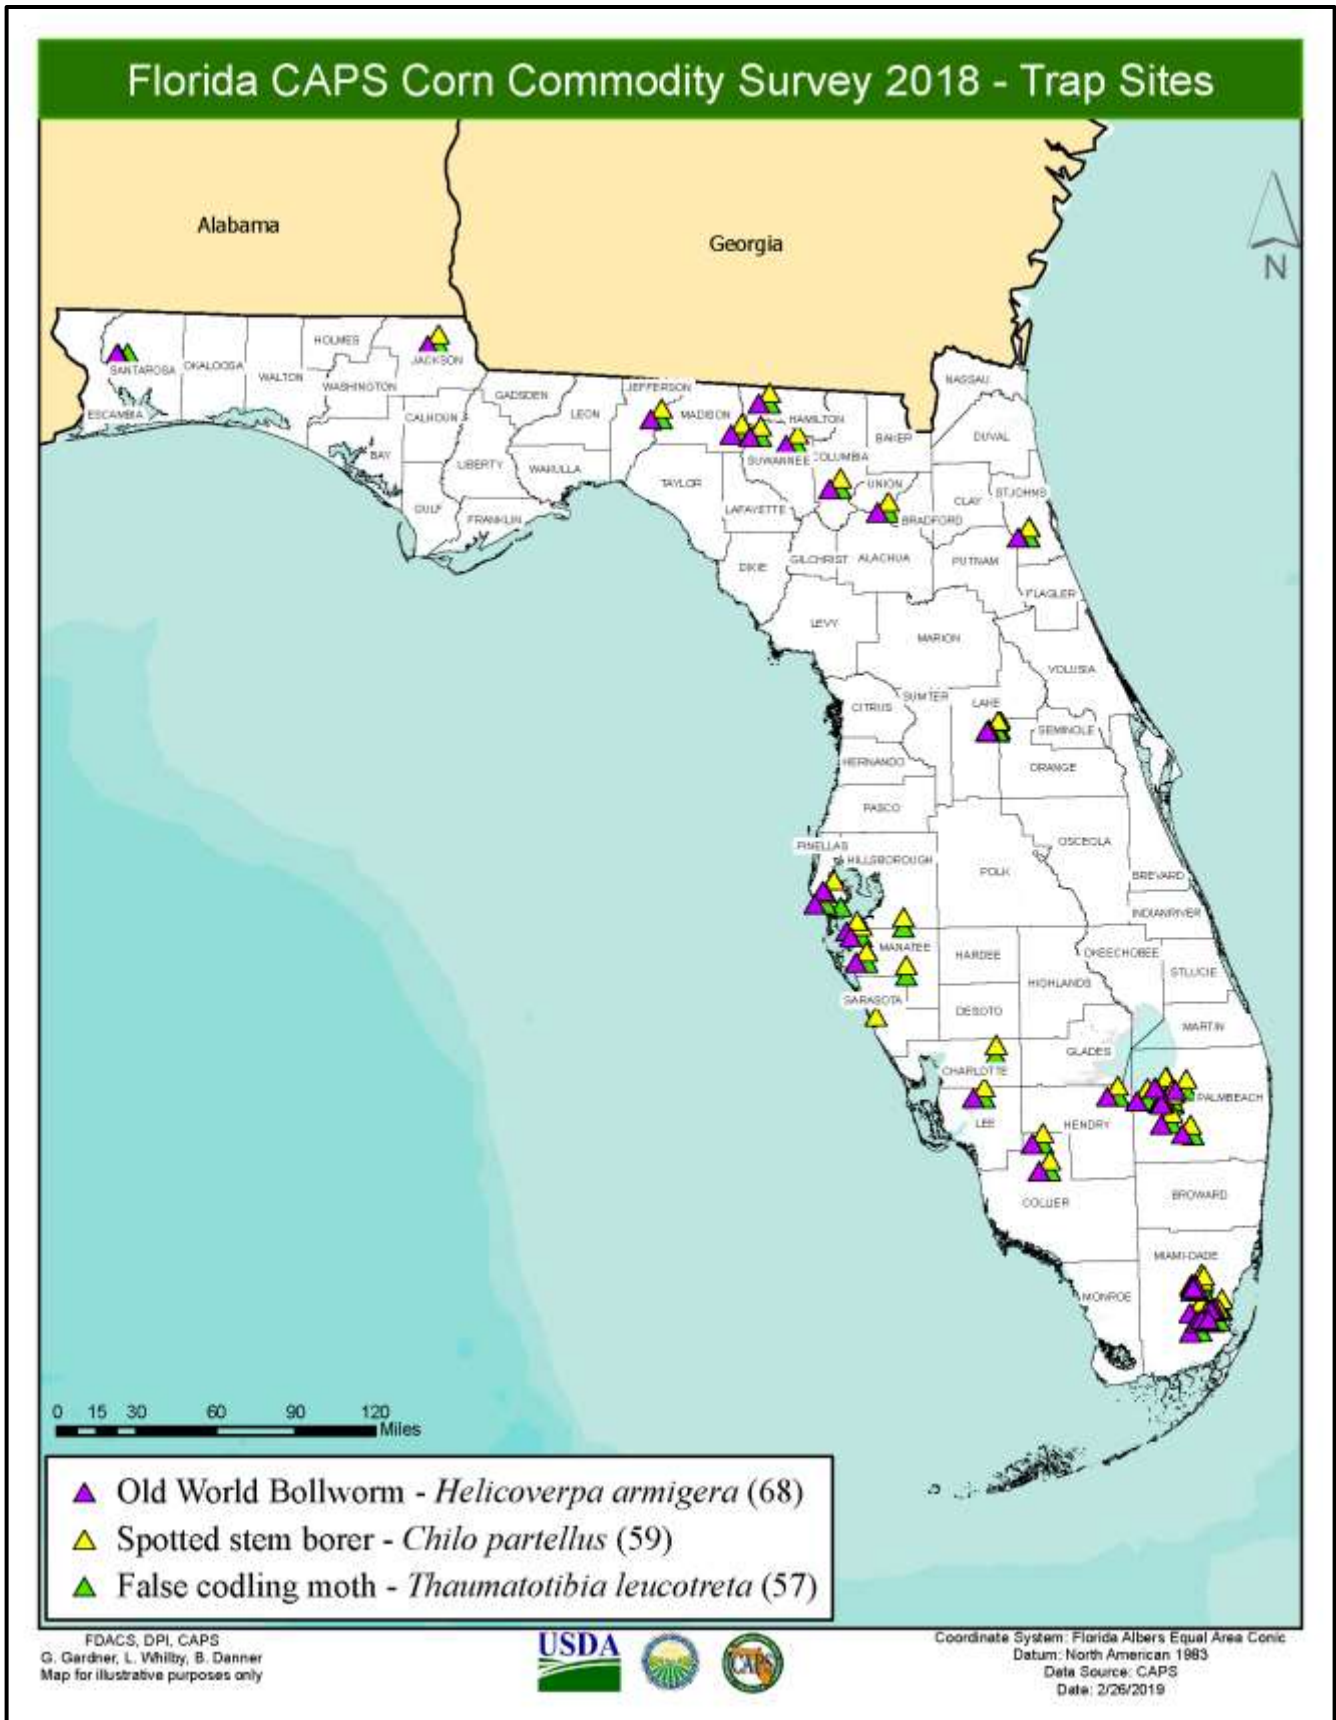 Florida CAPS Corn Commodity Survey 2018 - Trap Sites
Alabama
Georgia
N
HOLMES
JACKSON
SANTAROSA
OKALOOSA
WALTON
WASHINGTON
ESCAMBIA
CALHOUN
GADSDEN
LEON
JEFFERSON
MADISON
HAMILTON
NASSAU
BAKER
DUVAL
BAY
LIBERTY
WAKULLA
TAYLOR
SUWANNEE
COLUMBIA
UNION
CLAY
STJOHNS
GULF
FRANKLIN
LAFAYETTE
BRADFORD
DIXIE
GILCHRIST
ALACHUA
PUTNAM
FLAGLER
LEVY
MARION
VOLUSIA
CITRUS
SUMTER
LAKE
SEMINOLE
HERNANDO
ORANGE
PASCO
PINELLAS
HILLSBOROUGH
POLK
OSCEOLA
BREVARD
INDIANRIVER
MANATEE
HARDEE
OKEECHOBEE
HIGHLANDS
STLUCIE
SARASOTA
DESOTO
MARTIN
GLADES
CHARLOTTE
PALMBEACH
LEE
HENDRY
COLLIER
BROWARD
MIAMI-DADE
MONROE
0 15 30 60 90 120
Miles
Old World Bollworm - Helicoverpa armigera (68)
Spotted stem borer - Chilo partellus (59)
False codling moth - Thaumatotibia leucotreta (57)
FDACS, DPI, CAPS
G. Gardner, L. Whilby, B. Danner
Map for illustrative purposes only
USDA
CAPS
Coordinate System: Florida Albers Equal Area Conic
Datum: North American 1983
Data Source: CAPS
Date: 2/26/2019